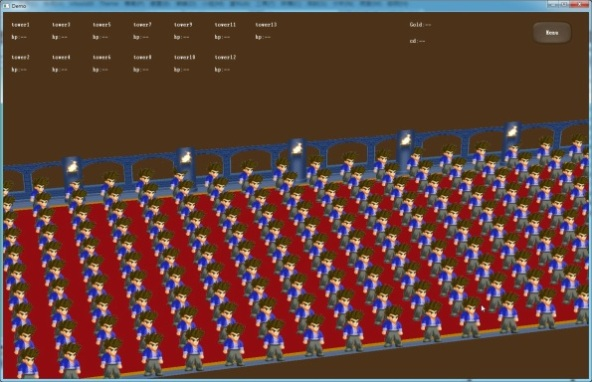 Demo
tower1 tower3 tower5 tower7 tower9 tower11 tower13
hp:-- hp:-- hp:-- hp:-- hp:-- hp:-- hp:--
tower2 tower4 tower6 tower8 tower10 tower12
hp:-- hp:-- hp:-- hp:-- hp:-- hp:--
Gold:--
cd:--
Menu